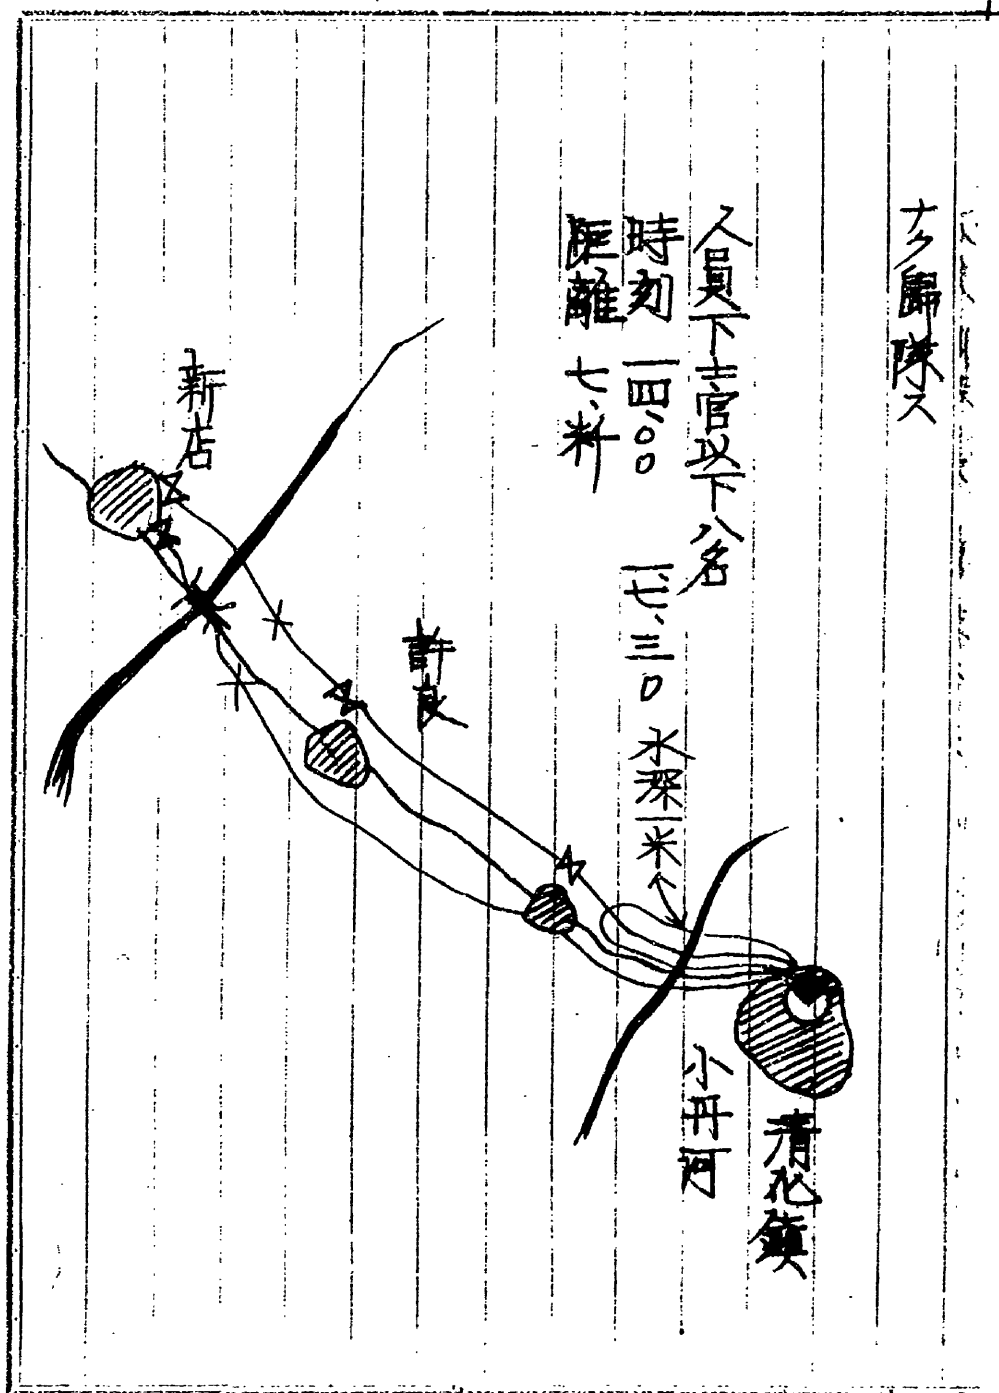 ナク歸隊ス
人員下士官以下八名
時刻 一四、〇〇 一七、三〇
距離 七、粁
水深一米
新店
許良
小丹河
清化鎮